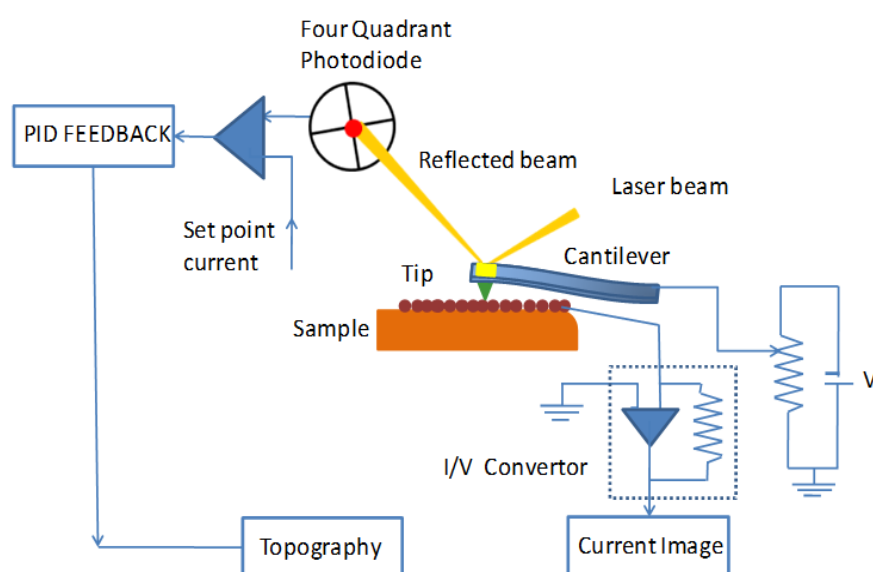 Four Quadrant
Photodiode
PID FEEDBACK
Reflected beam
Laser beam
Set point
current
Cantilever
Tip
Sample
V
I/V Convertor
Topography
Current Image